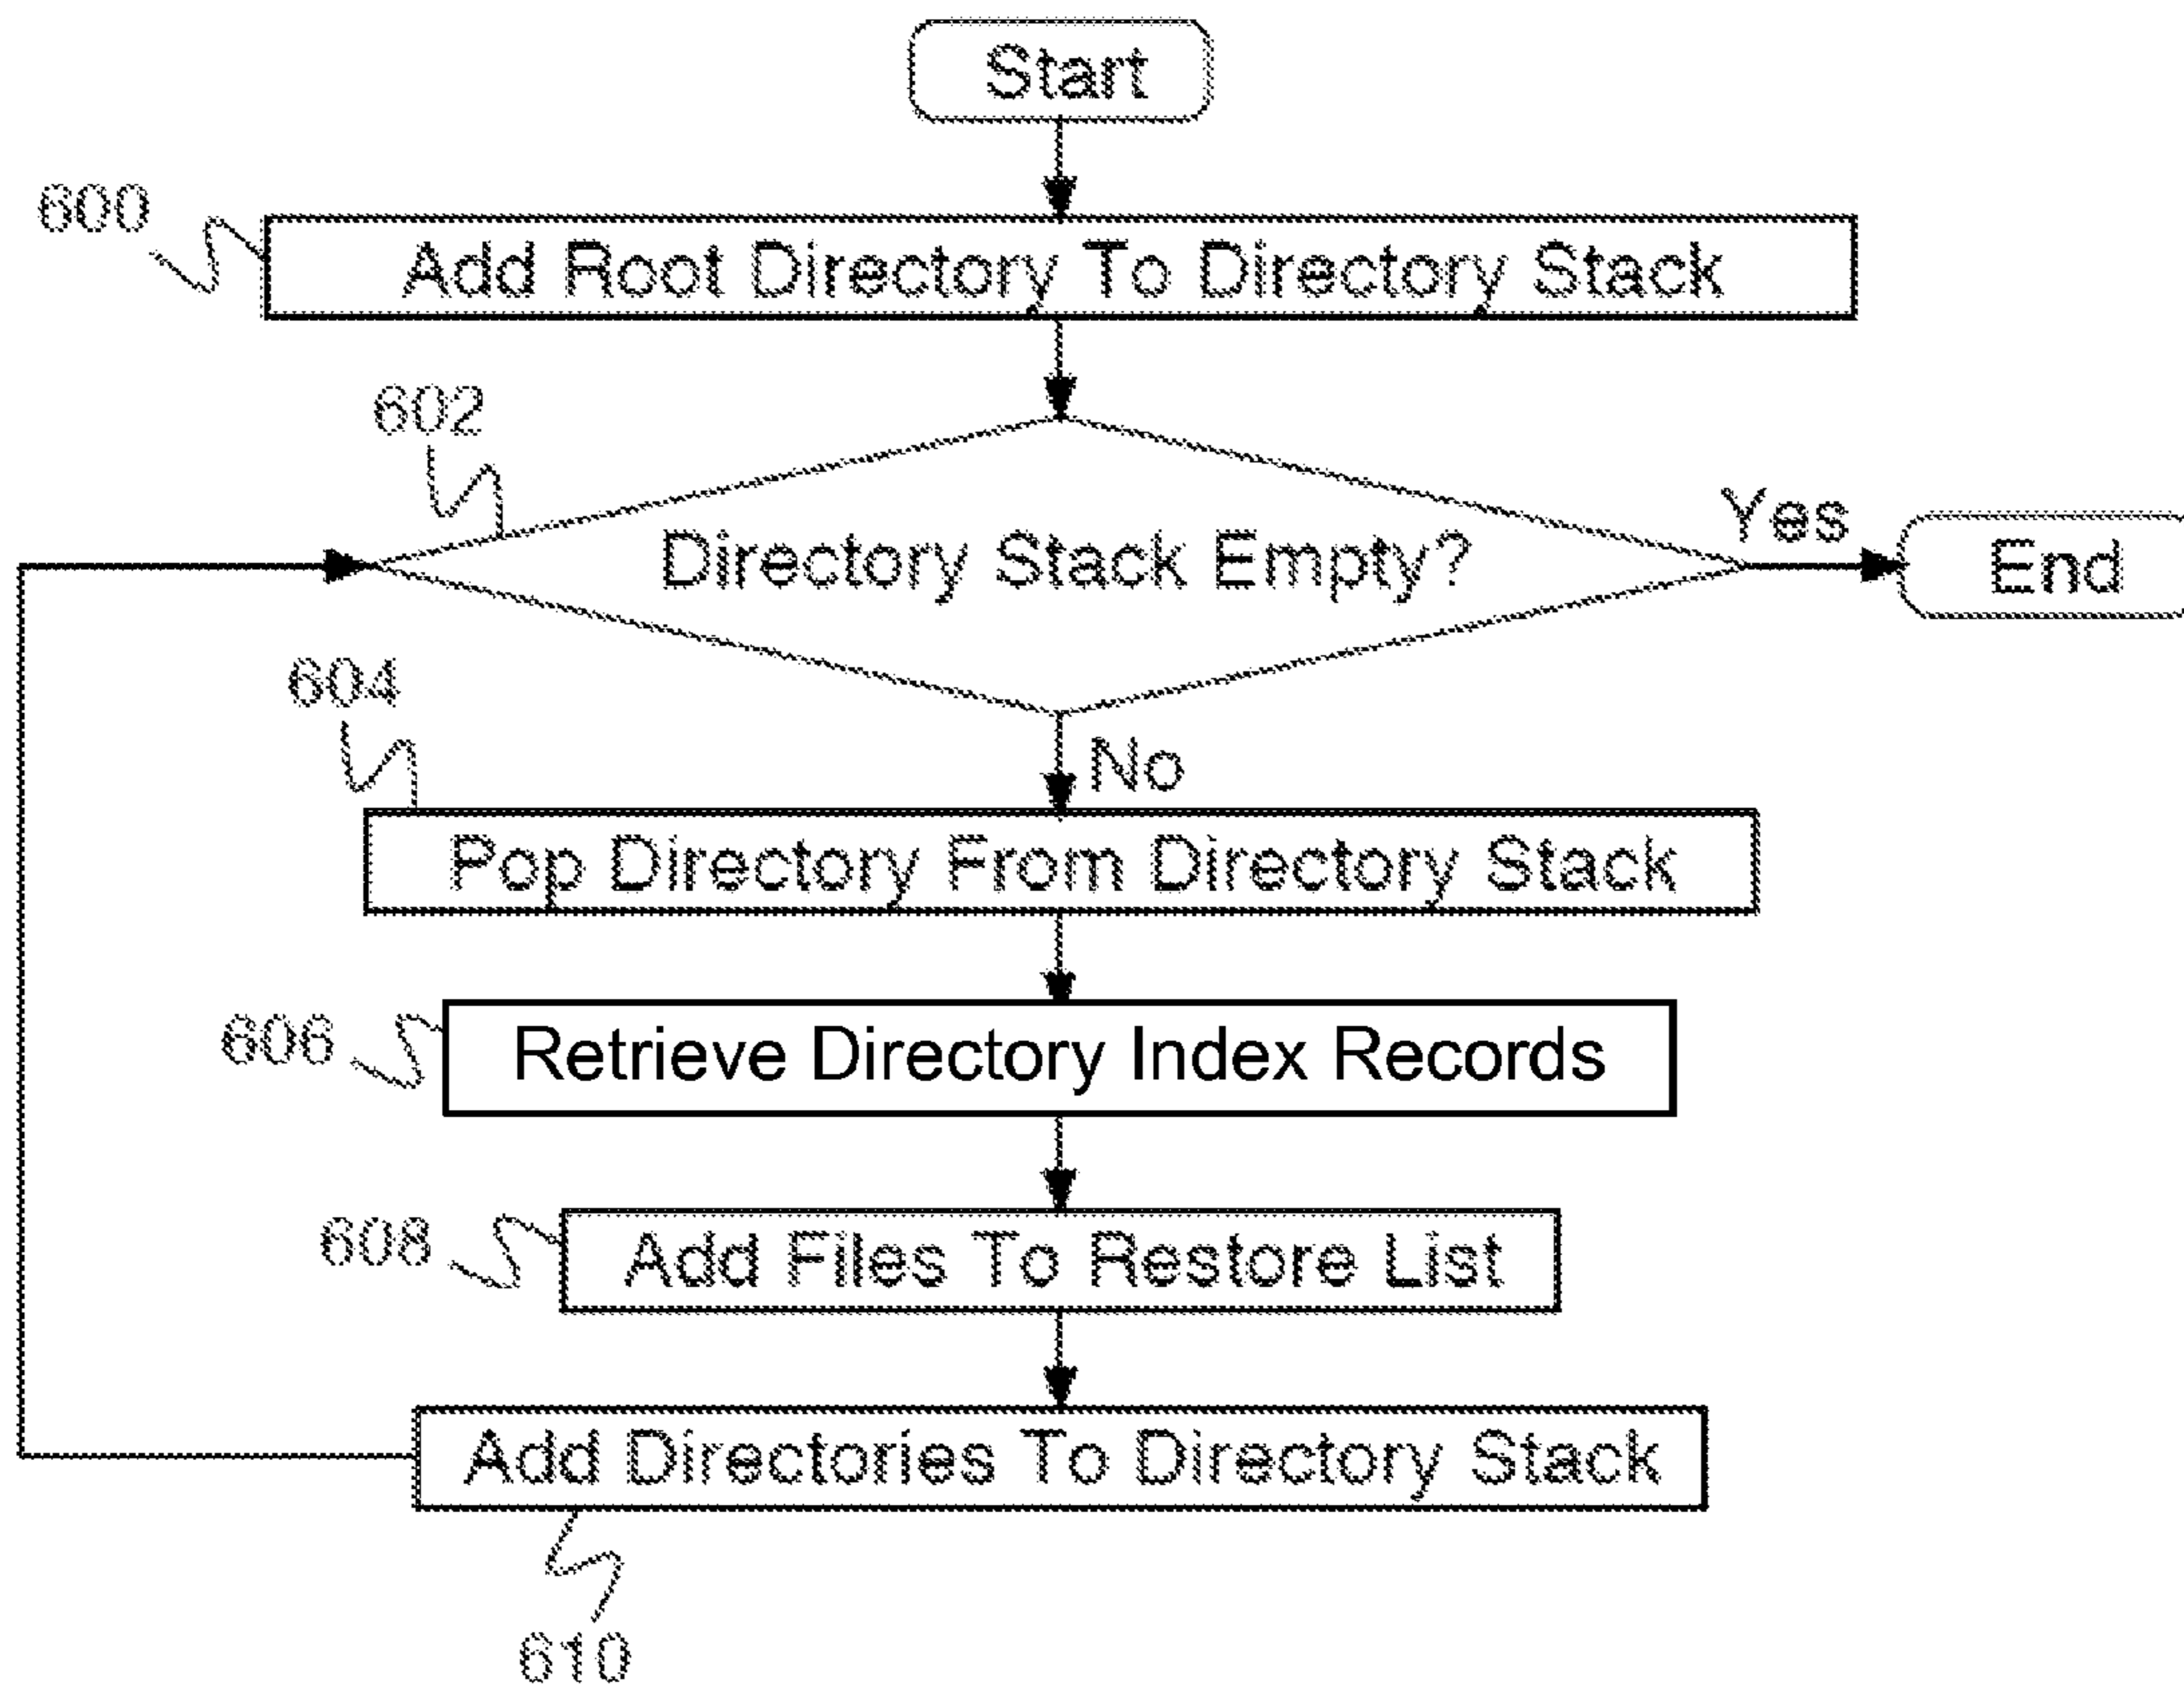 Start
600
Add Root Directory To Directory Stack
602
Directory Stack Empty?
Yes
End
604
No
Pop Directory From Directory Stack
606
Retrieve Directory Index Records
608
Add Files To Restore List
Add Directories To Directory Stack
610